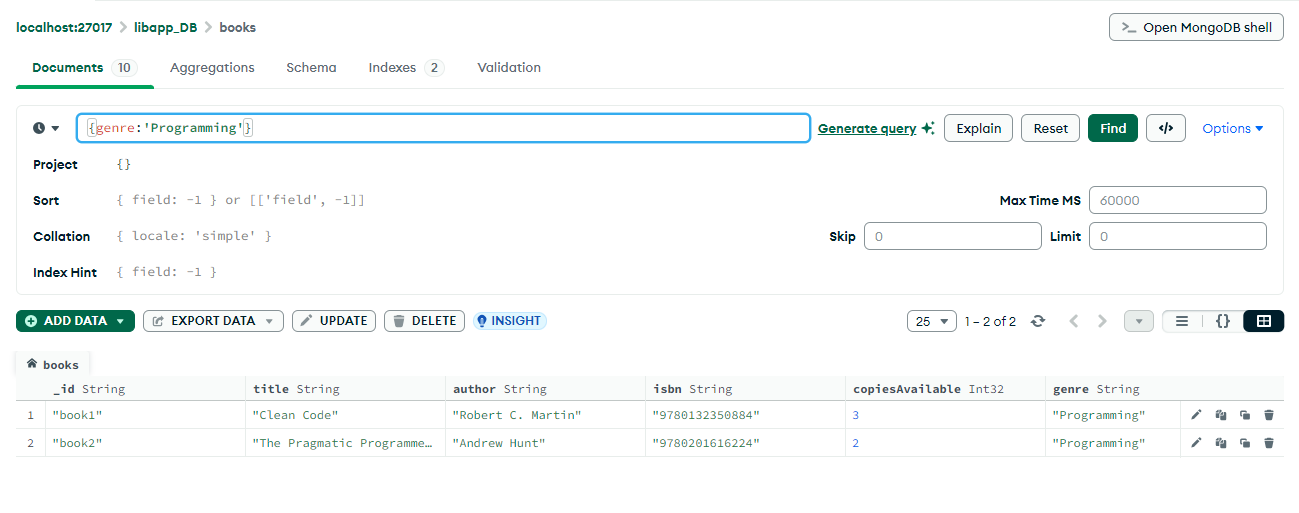 localhost:27017 > libapp_DB > books
>_ Open MongoDB shell
Documents 10 Aggregations Schema Indexes 2 Validation
{genre:'Programming'}
Generate query Explain Reset Find </> Options
Project {}
Sort { field: -1 } or [['field', -1]] Max Time MS 60000
Collation { locale: 'simple' } Skip 0 Limit 0
Index Hint { field: -1 }
ADD DATA EXPORT DATA UPDATE DELETE INSIGHT 25 1 – 2 of 2 {}
books
_id String title String author String isbn String copiesAvailable Int32 genre String
1 "book1" "Clean Code" "Robert C. Martin" "9780132350884" 3 "Programming"
2 "book2" "The Pragmatic Programme… "Andrew Hunt" "9780201616224" 2 "Programming"